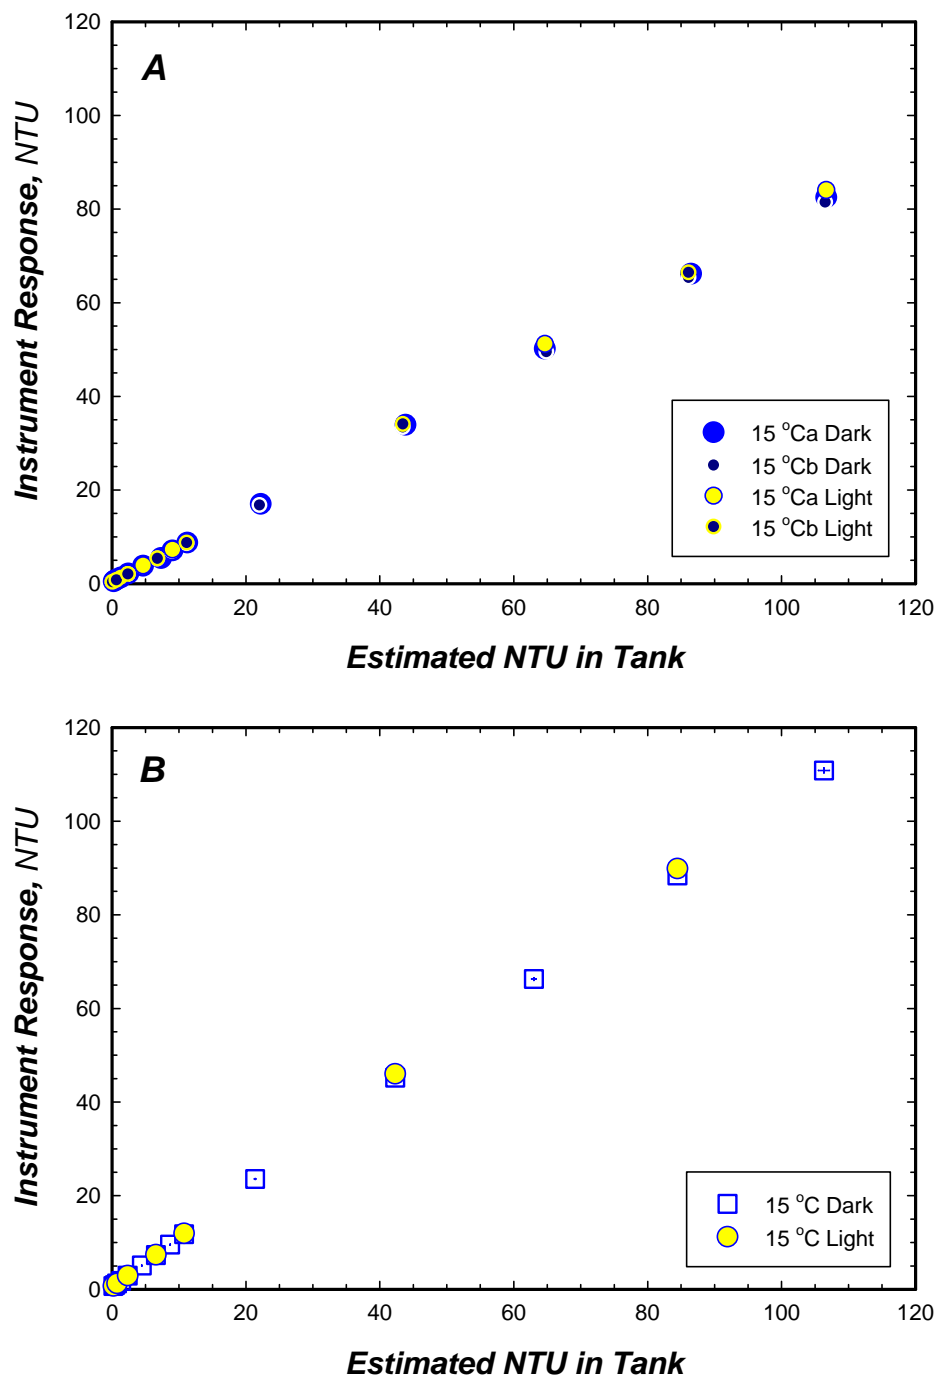 120
A
100
80
60
40
20
0
Instrument Response, NTU
15 °Ca Dark
15 °Cb Dark
15 °Ca Light
15 °Cb Light
0 20 40 60 80 100 120
Estimated NTU in Tank
120
B
100
80
60
40
20
0
Instrument Response, NTU
15 °C Dark
15 °C Light
0 20 40 60 80 100 120
Estimated NTU in Tank